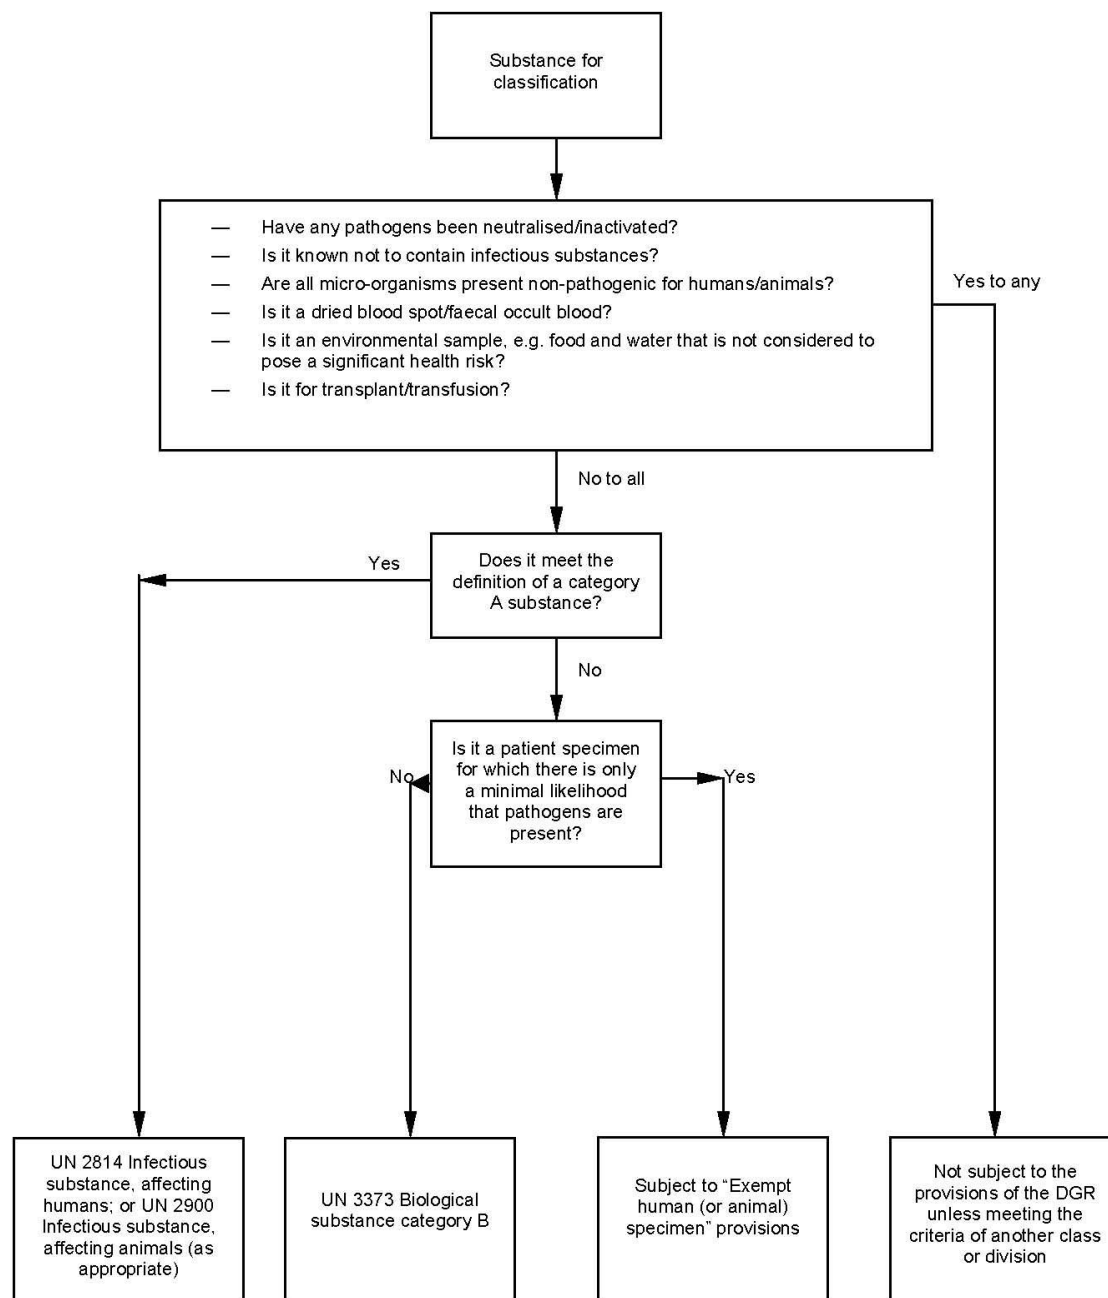 Substance for
classification
— Have any pathogens been neutralised/inactivated?
— Is it known not to contain infectious substances?
— Are all micro-organisms present non-pathogenic for humans/animals?
— Is it a dried blood spot/faecal occult blood?
— Is it an environmental sample, e.g. food and water that is not considered to
pose a significant health risk?
— Is it for transplant/transfusion?
Yes to any
No to all
Does it meet the
definition of a category
A substance?
Yes
No
Is it a patient specimen
for which there is only
a minimal likelihood
that pathogens are
present?
No
Yes
UN 2814 Infectious
substance, affecting
humans; or UN 2900
Infectious substance,
affecting animals (as
appropriate)
UN 3373 Biological
substance category B
Subject to “Exempt
human (or animal)
specimen” provisions
Not subject to the
provisions of the DGR
unless meeting the
criteria of another class
or division